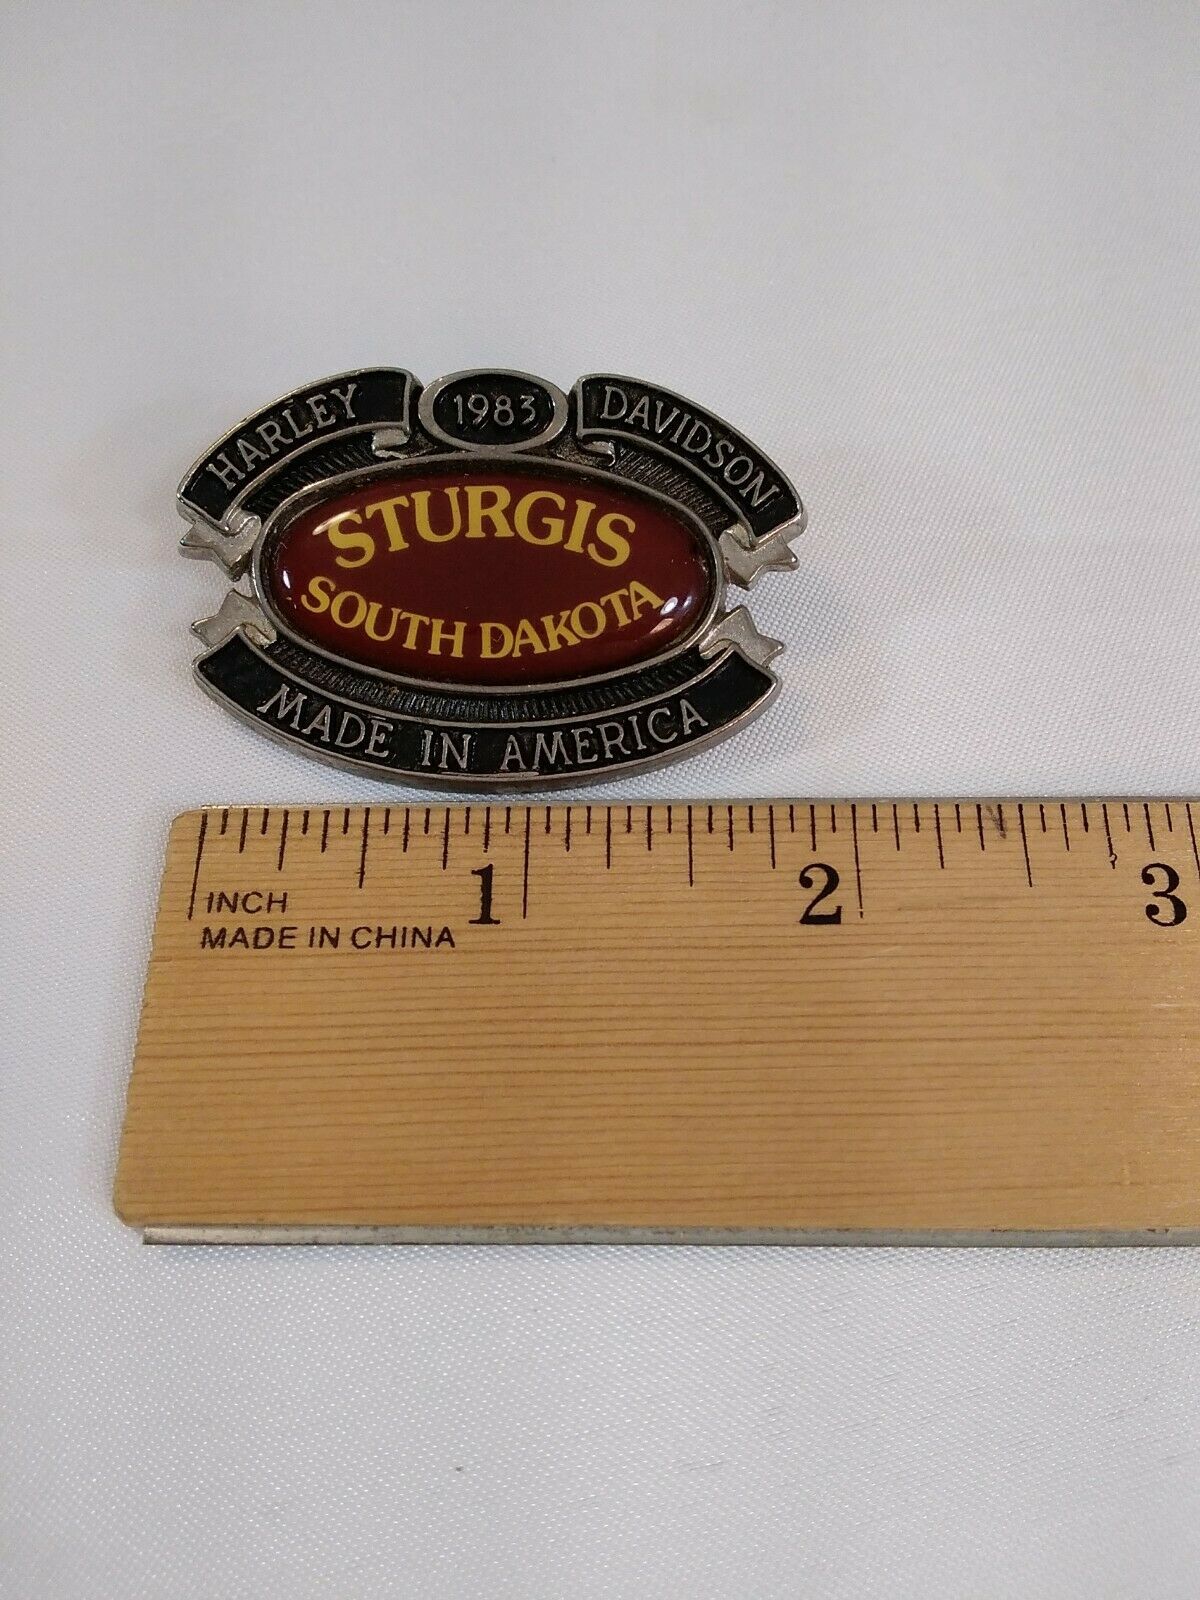 HARLEY 1983 DAVIDSON
STURGIS
SOUTH DAKOTA
MADE IN AMERICA
1 2 3
INCH
MADE IN CHINA